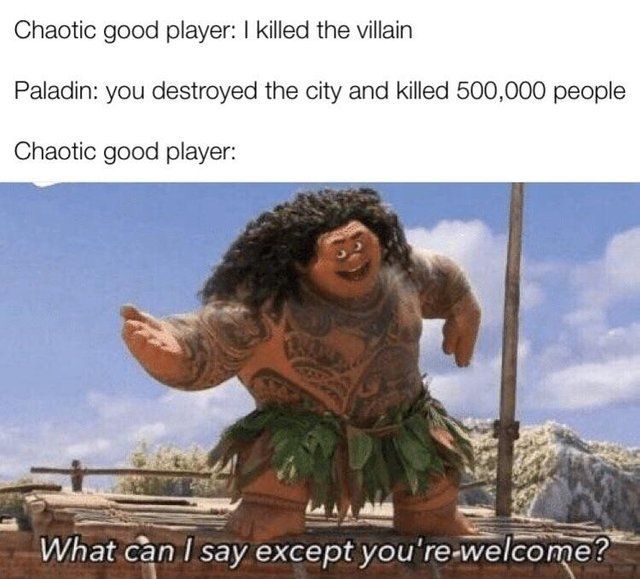 Chaotic good player: I killed the villain
Paladin: you destroyed the city and killed 500,000 people
Chaotic good player:
What can I say except you're welcome?